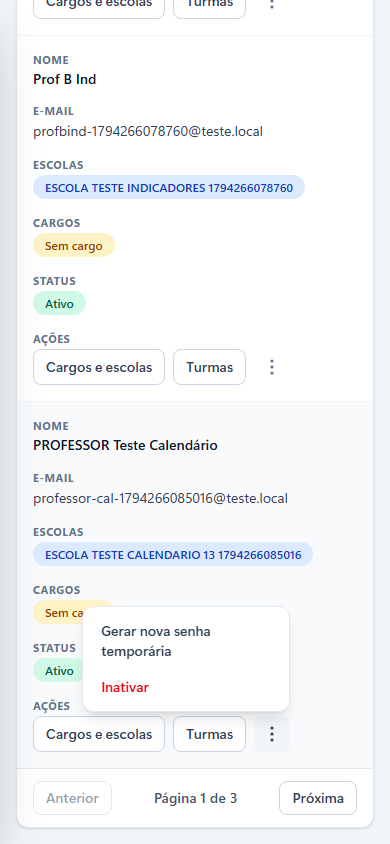 Cargos e escolas Turmas
NOME
Prof B Ind
E-MAIL
profbind-1794266078760@teste.local
ESCOLAS
ESCOLA TESTE INDICADORES 1794266078760
CARGOS
Sem cargo
STATUS
Ativo
AÇÕES
Cargos e escolas Turmas
NOME
PROFESSOR Teste Calendário
E-MAIL
professor-cal-1794266085016@teste.local
ESCOLAS
ESCOLA TESTE CALENDARIO 13 1794266085016
CARGOS
Sem
Gerar nova senha
temporária
STATUS
Ativo
Inativar
AÇÕES
Cargos e escolas Turmas
Anterior Página 1 de 3 Próxima